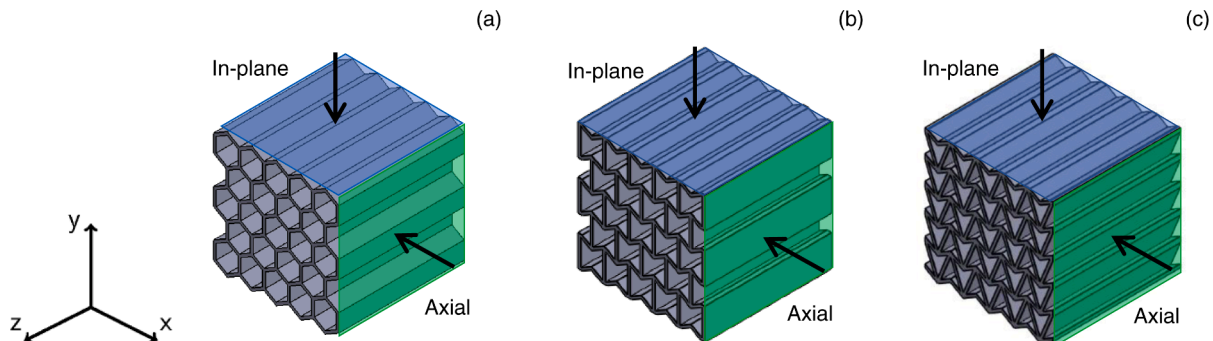 (a)
(b)
(c)
In-plane
In-plane
In-plane
y
z
x
Axial
Axial
Axial